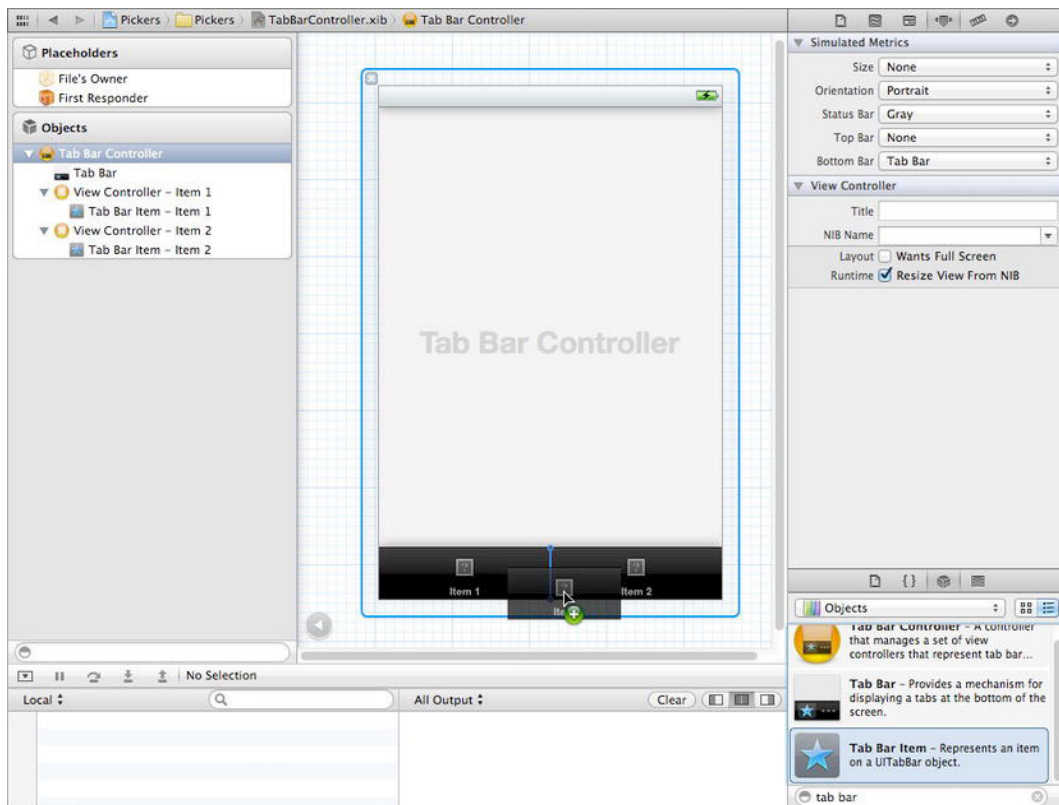 Pickers
Pickers
TabBarController.xib
Tab Bar Controller
Placeholders
File's Owner
First Responder
Objects
Tab Bar Controller
Tab Bar
View Controller – Item 1
Tab Bar Item – Item 1
View Controller – Item 2
Tab Bar Item – Item 2
Tab Bar Controller
Item 1
Item 2
No Selection
Local
All Output
Clear
Simulated Metrics
Size None
Orientation Portrait
Status Bar Gray
Top Bar None
Bottom Bar Tab Bar
View Controller
Title
NIB Name
Layout Wants Full Screen
Runtime Resize View From NIB
{}
Objects
Tab Bar Controller – A controller
that manages a set of view
controllers that represent tab bar...
Tab Bar – Provides a mechanism for
displaying a tabs at the bottom of the
screen.
Tab Bar Item – Represents an item
on a UITabBar object.
tab bar